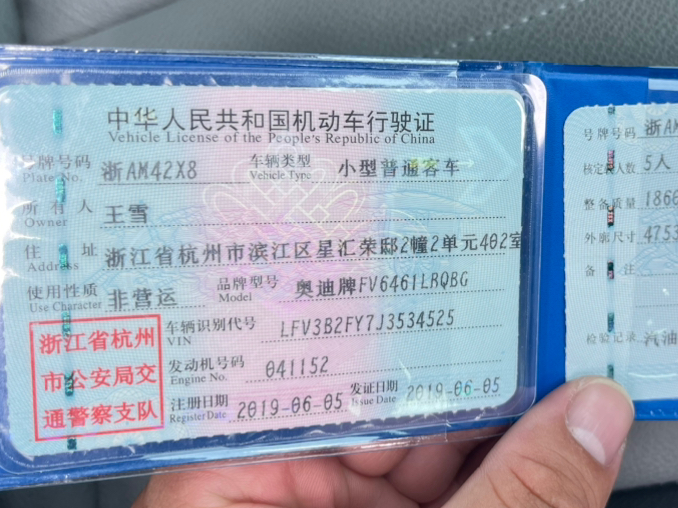 中华人民共和国机动车行驶证
Vehicle License of the People's Republic of China
号牌号码 浙AM42X8 车辆类型 小型普通客车
Plate No. Vehicle Type
所有人 王雪
Owner
住址 浙江省杭州市滨江区星汇荣邸2幢2单元402室
Address
使用性质 非营运 品牌型号 奥迪牌FV6461LBQBG
Use Character Model
浙江省杭州
市公安局交
通警察支队
车辆识别代号 LFV3B2FY7J3534525
VIN
发动机号码 041152
Engine No.
注册日期 2019-06-05 发证日期 2019-06-05
Register Date Issue Date
号牌号码 浙AM
核定载人数 5人
整备质量 1866
外廓尺寸 4753
备注
检验记录 汽油